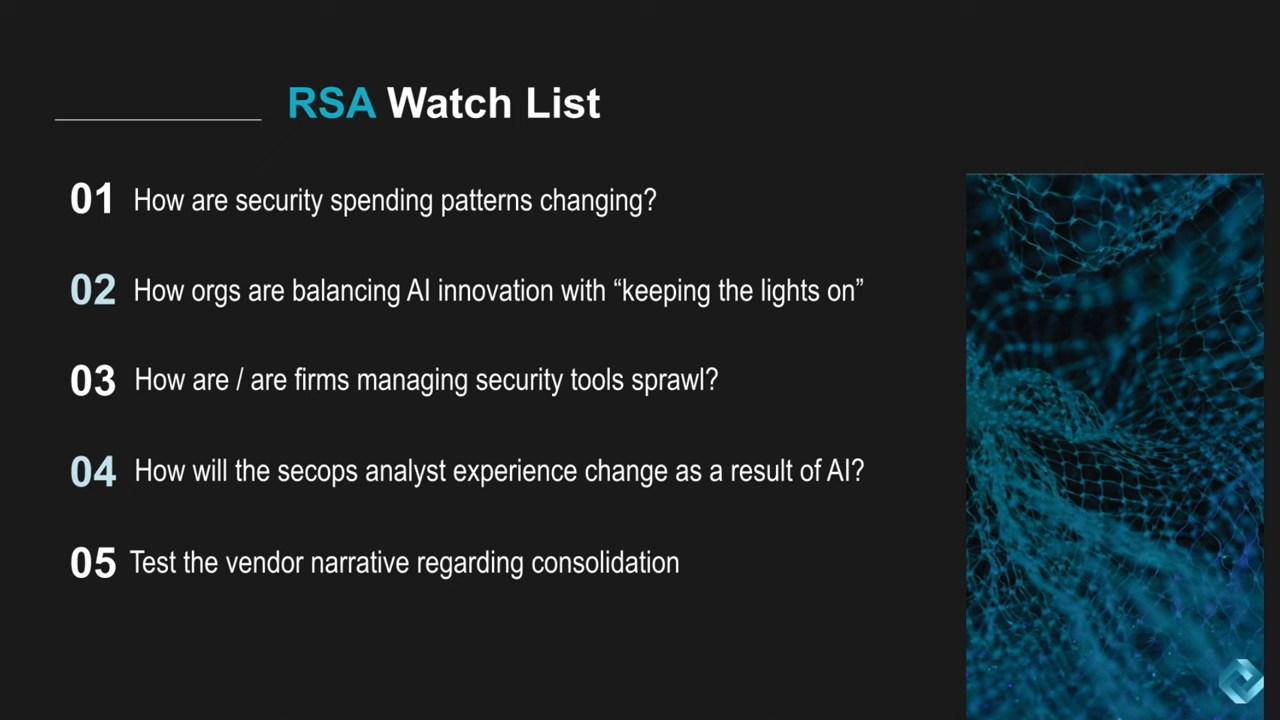 RSA Watch List
01 How are security spending patterns changing?
02 How orgs are balancing AI innovation with “keeping the lights on”
03 How are / are firms managing security tools sprawl?
04 How will the secops analyst experience change as a result of AI?
05 Test the vendor narrative regarding consolidation